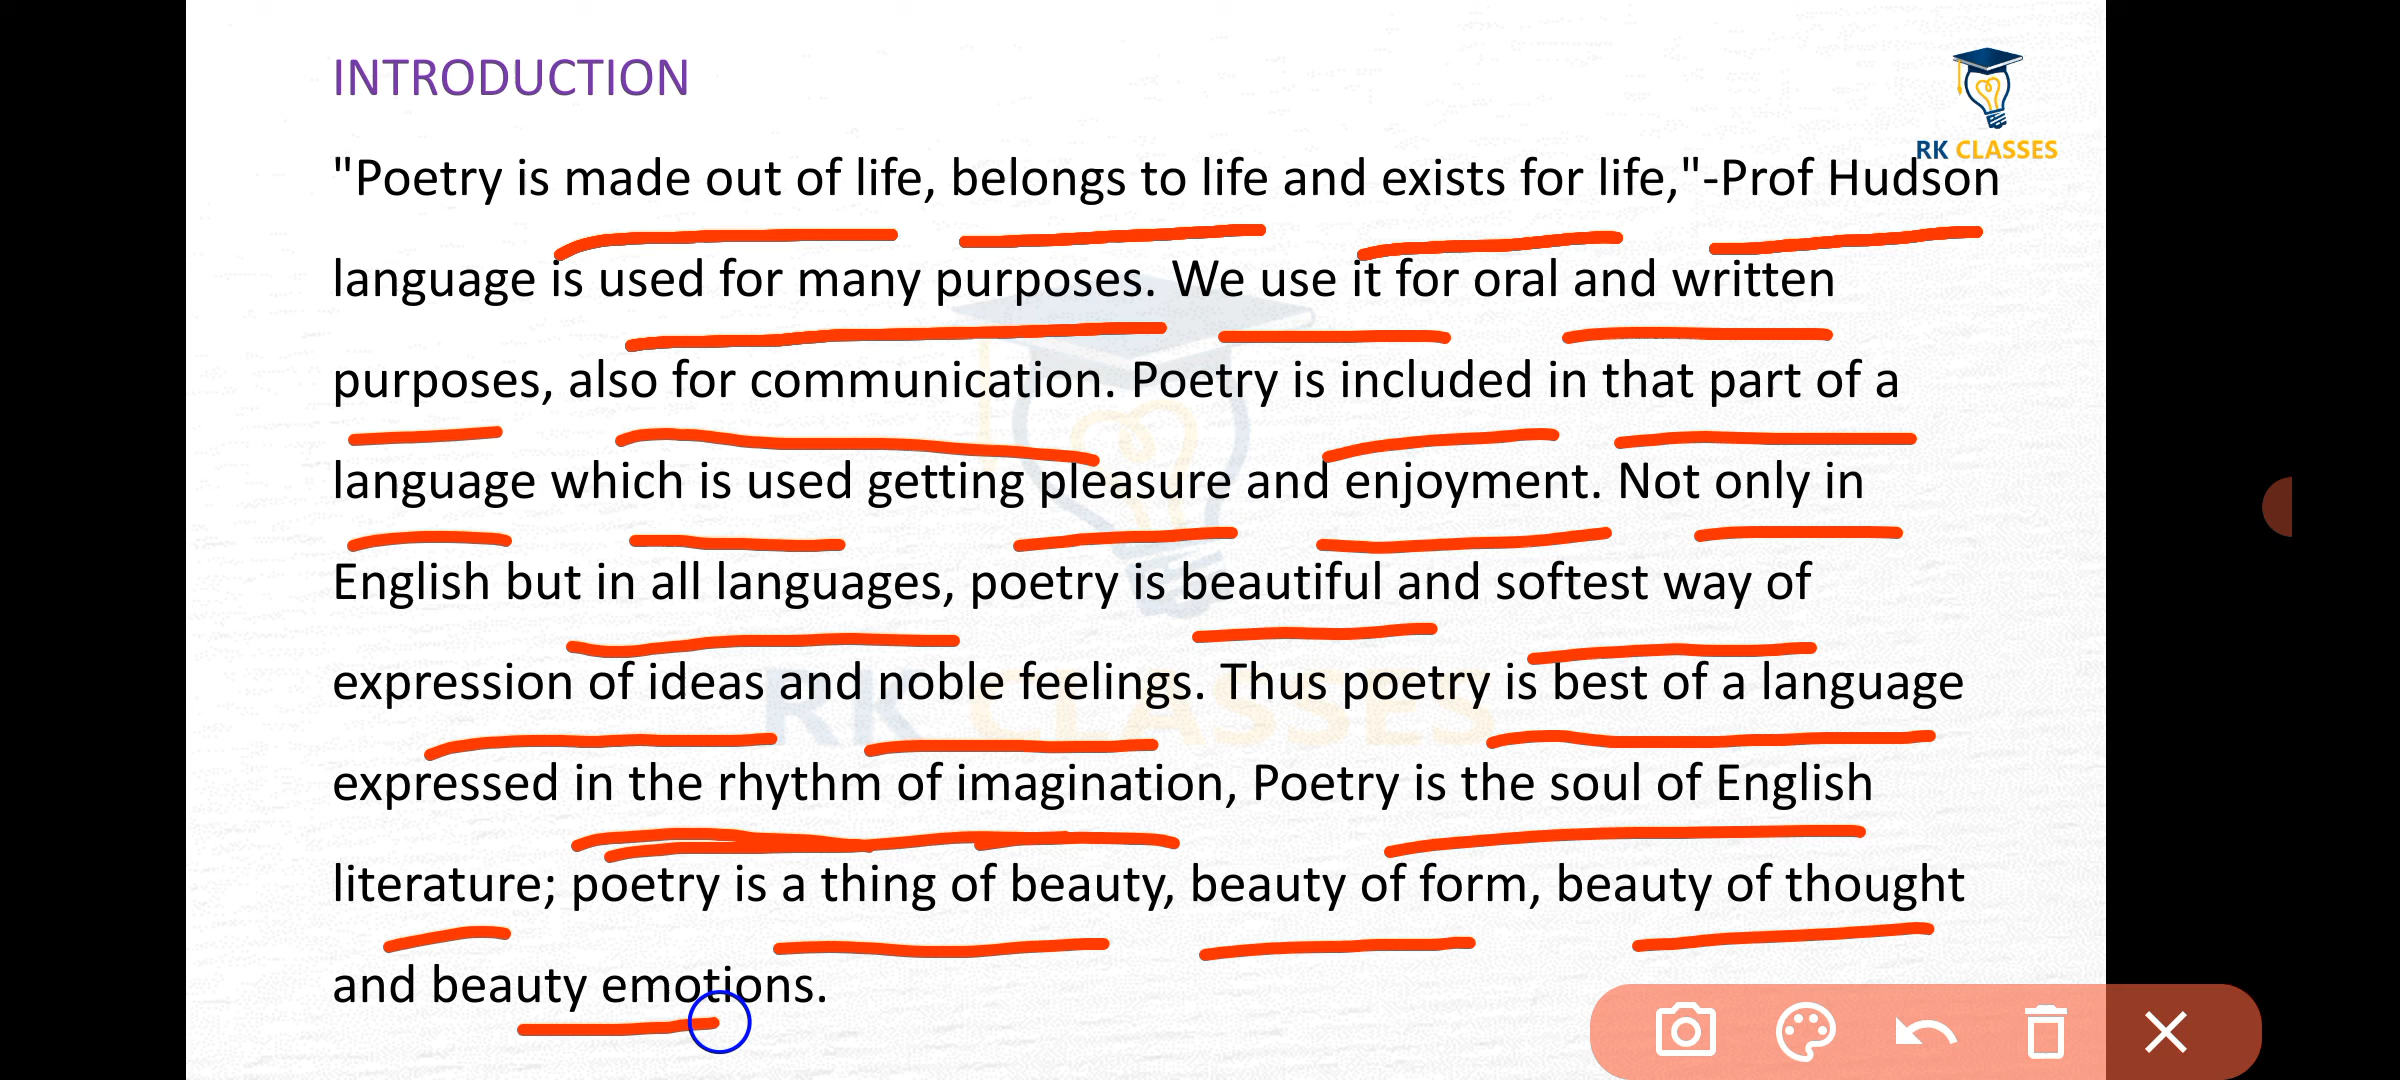 INTRODUCTION
RK CLASSES
"Poetry is made out of life, belongs to life and exists for life,"-Prof Hudson
language is used for many purposes. We use it for oral and written
purposes, also for communication. Poetry is included in that part of a
language which is used getting pleasure and enjoyment. Not only in
English but in all languages, poetry is beautiful and softest way of
expression of ideas and noble feelings. Thus poetry is best of a language
RK CLASSES
expressed in the rhythm of imagination, Poetry is the soul of English
literature; poetry is a thing of beauty, beauty of form, beauty of thought
and beauty emotions.